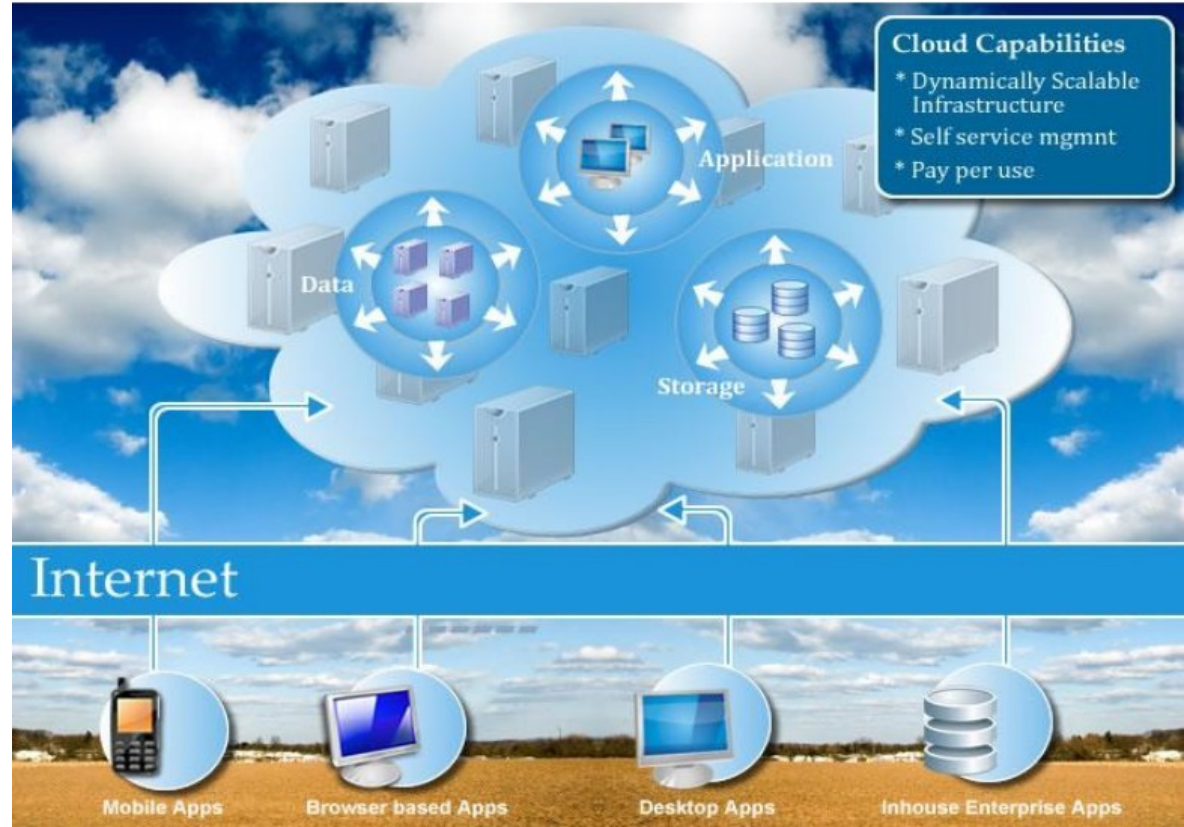 Cloud Capabilities
* Dynamically Scalable
Infrastructure
* Self service mgmnt
* Pay per use
Application
Data
Storage
Internet
Mobile Apps
Browser based Apps
Desktop Apps
Inhouse Enterprise Apps